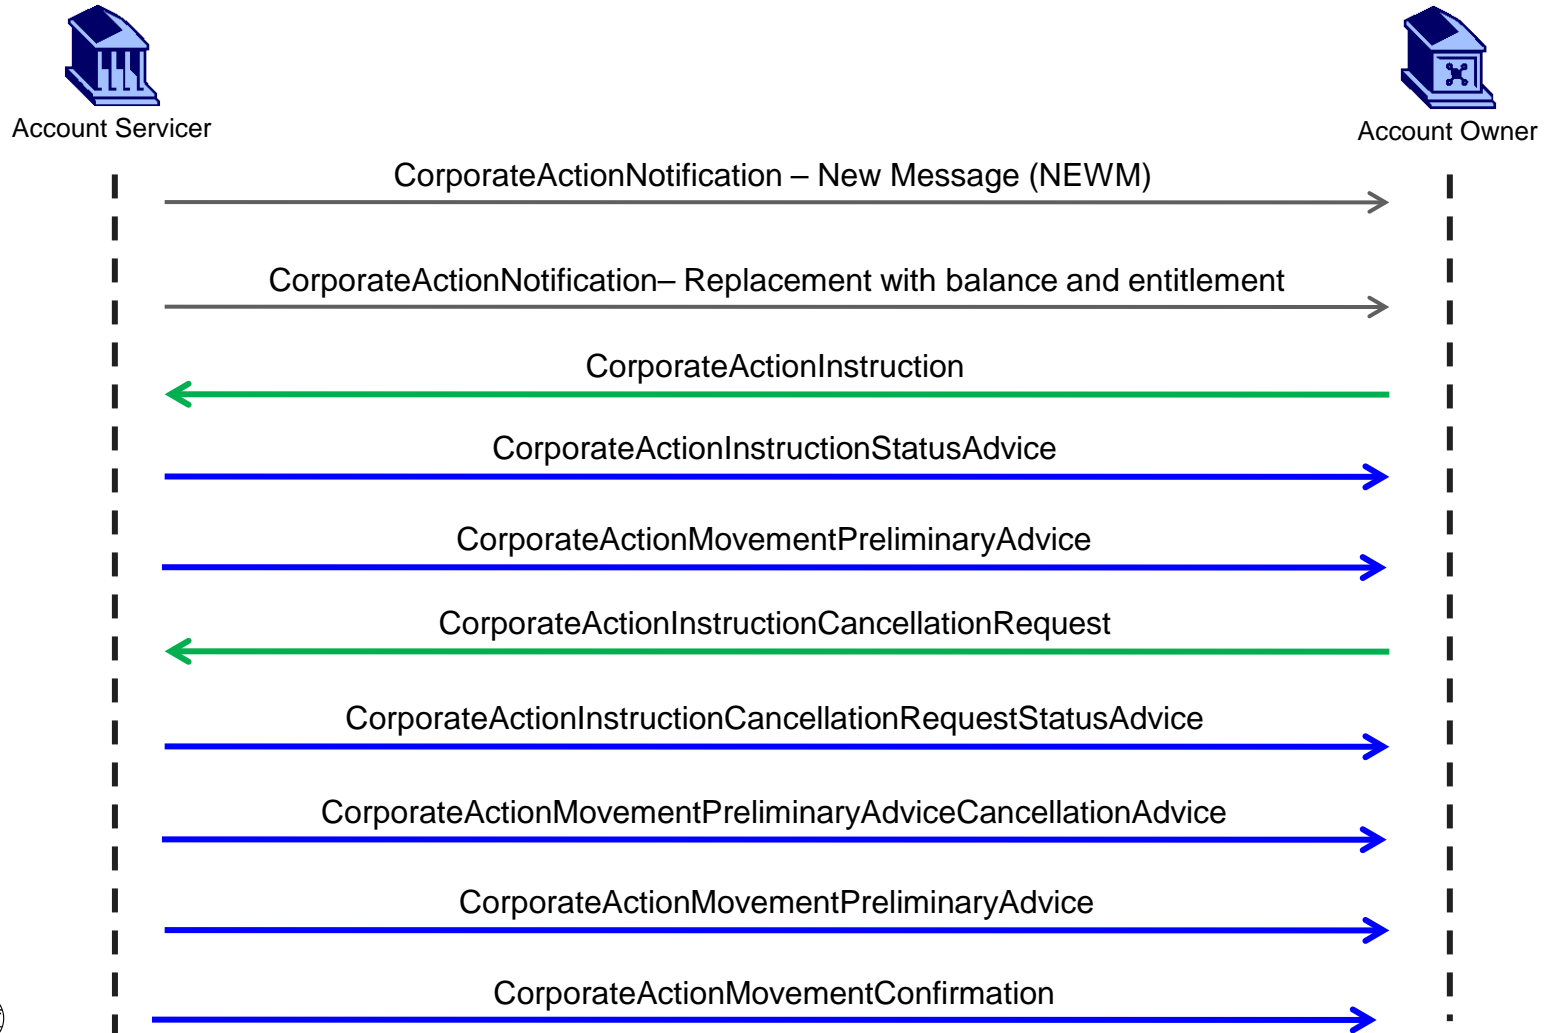 Account Servicer
Account Owner
CorporateActionNotification – New Message (NEWM)
CorporateActionNotification– Replacement with balance and entitlement
CorporateActionInstruction
CorporateActionInstructionStatusAdvice
CorporateActionMovementPreliminaryAdvice
CorporateActionInstructionCancellationRequest
CorporateActionInstructionCancellationRequestStatusAdvice
CorporateActionMovementPreliminaryAdviceCancellationAdvice
CorporateActionMovementPreliminaryAdvice
CorporateActionMovementConfirmation